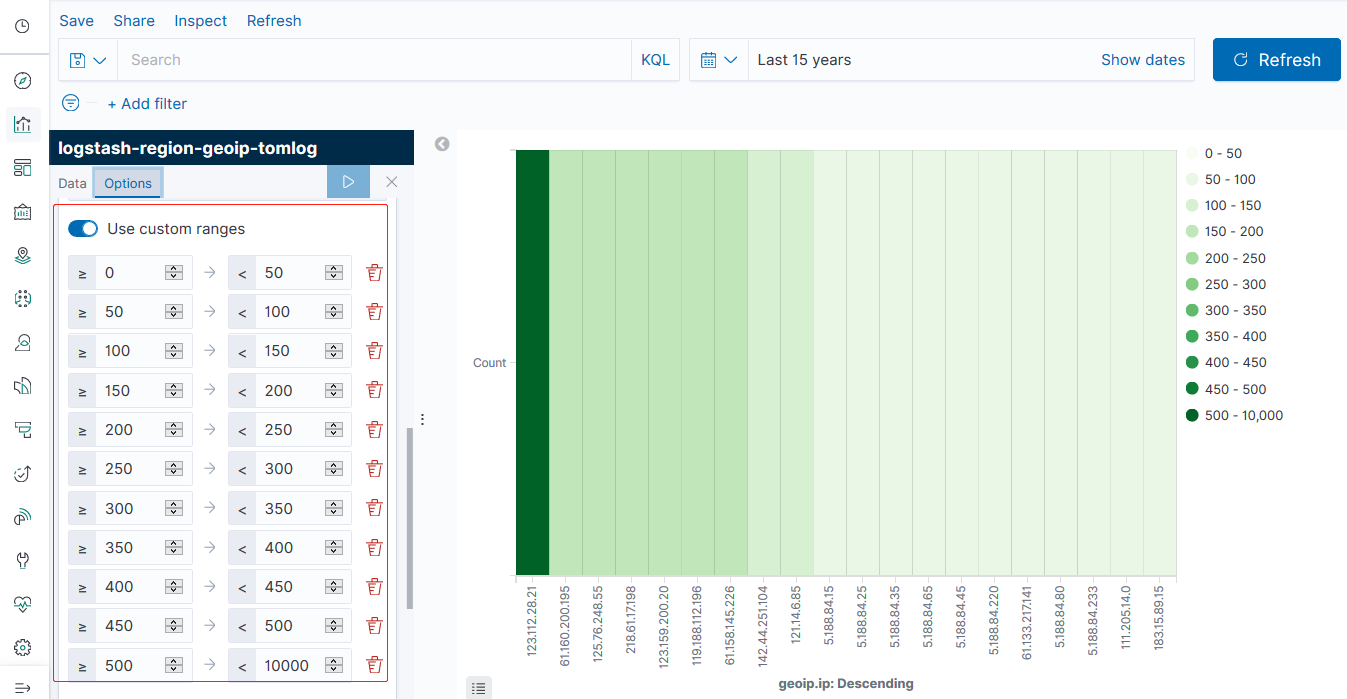 Save Share Inspect Refresh
Search KQL Last 15 years Show dates Refresh
+ Add filter
logstash-region-geoip-tomlog
Data Options
Use custom ranges
≥ 0 → < 50
≥ 50 → < 100
≥ 100 → < 150
≥ 150 → < 200
≥ 200 → < 250
≥ 250 → < 300
≥ 300 → < 350
≥ 350 → < 400
≥ 400 → < 450
≥ 450 → < 500
≥ 500 → < 10000
Count
123.112.28.21
61.160.200.195
125.76.248.55
218.61.17.198
123.159.200.20
119.188.112.196
61.158.145.226
142.44.251.104
121.14.6.85
5.188.84.15
5.188.84.25
5.188.84.35
5.188.84.65
5.188.84.45
5.188.84.220
61.133.217.141
5.188.84.80
5.188.84.233
111.205.14.0
183.15.89.15
geoip.ip: Descending
0 - 50
50 - 100
100 - 150
150 - 200
200 - 250
250 - 300
300 - 350
350 - 400
400 - 450
450 - 500
500 - 10,000